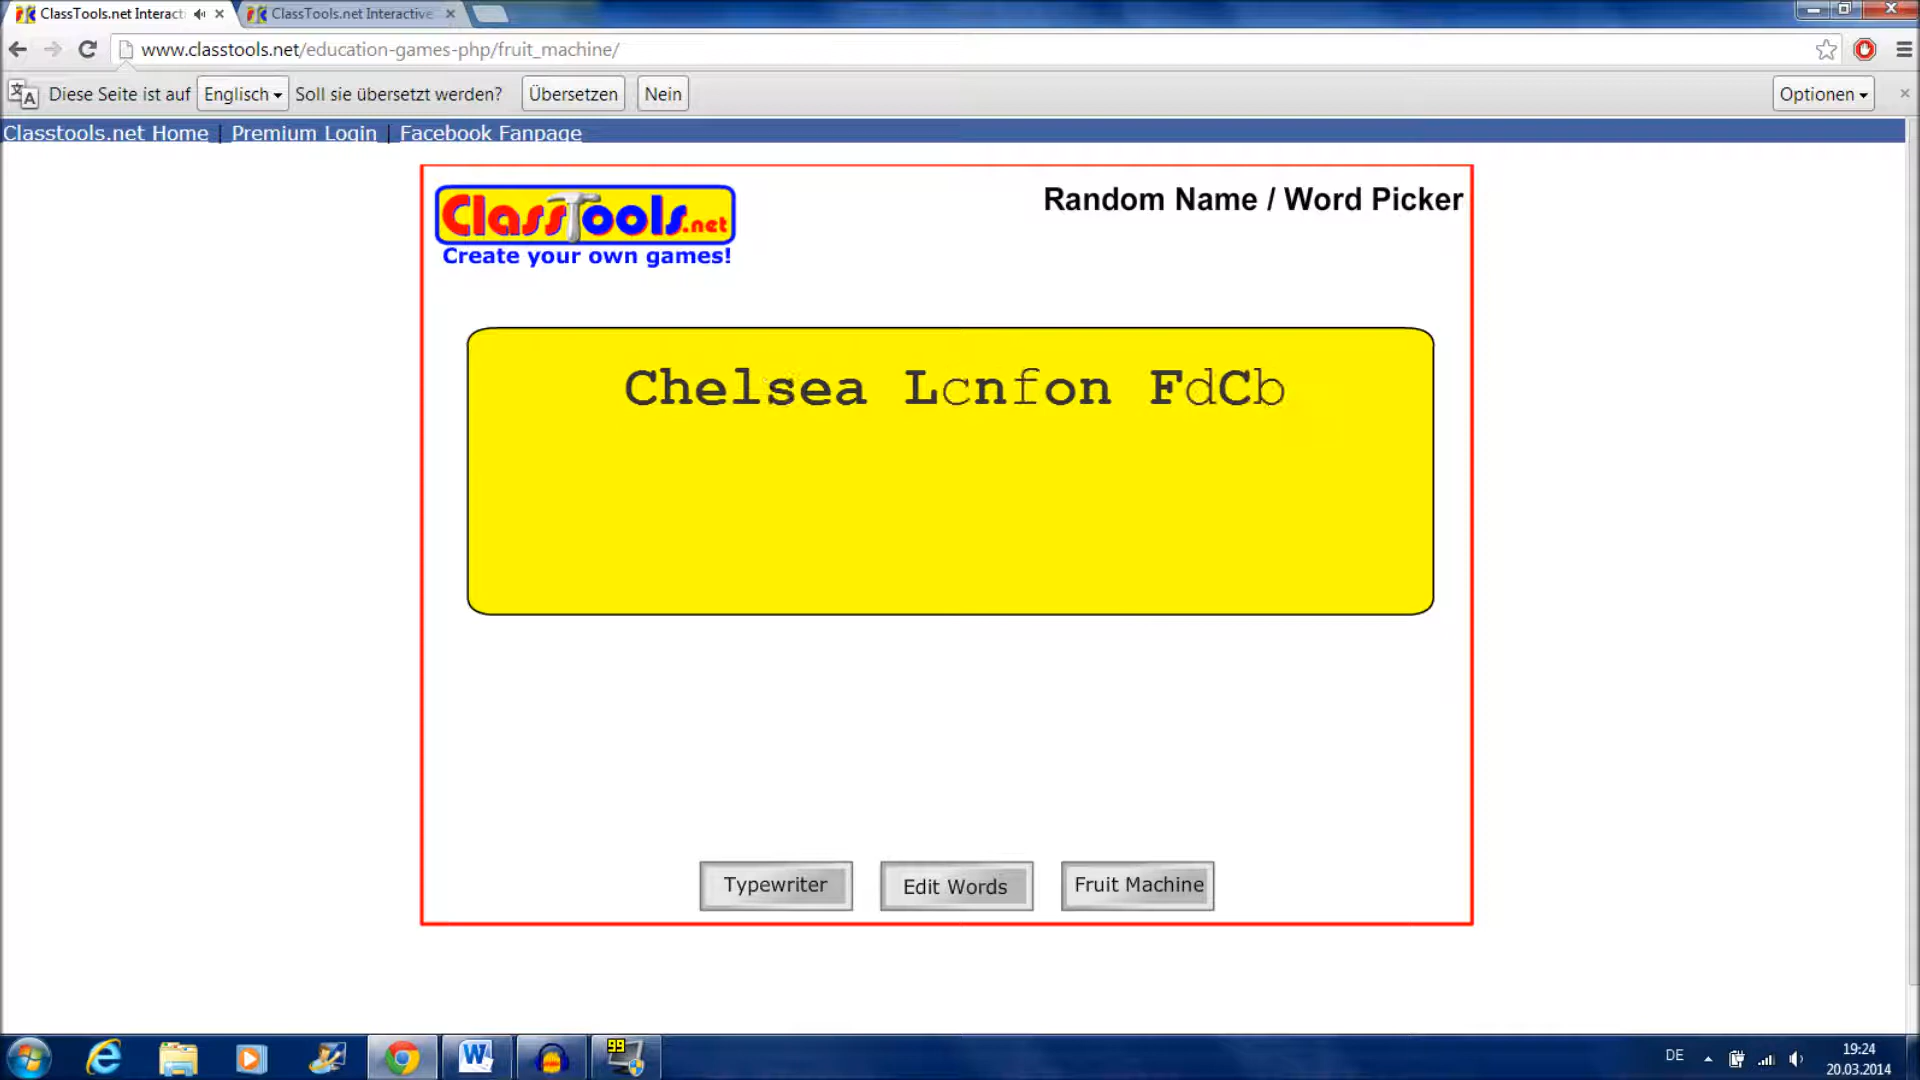 ClassTools.net Interact
ClassTools.net Interactive
www.classtools.net/education-games-php/fruit_machine/
Diese Seite ist auf Englisch Soll sie übersetzt werden? Übersetzen Nein Optionen
Classtools.net Home | Premium Login | Facebook Fanpage
ClassTools.net
Create your own games!
Random Name / Word Picker
Chelsea Lcnfon FdCb
Typewriter
Edit Words
Fruit Machine
99
DE
19:24
20.03.2014